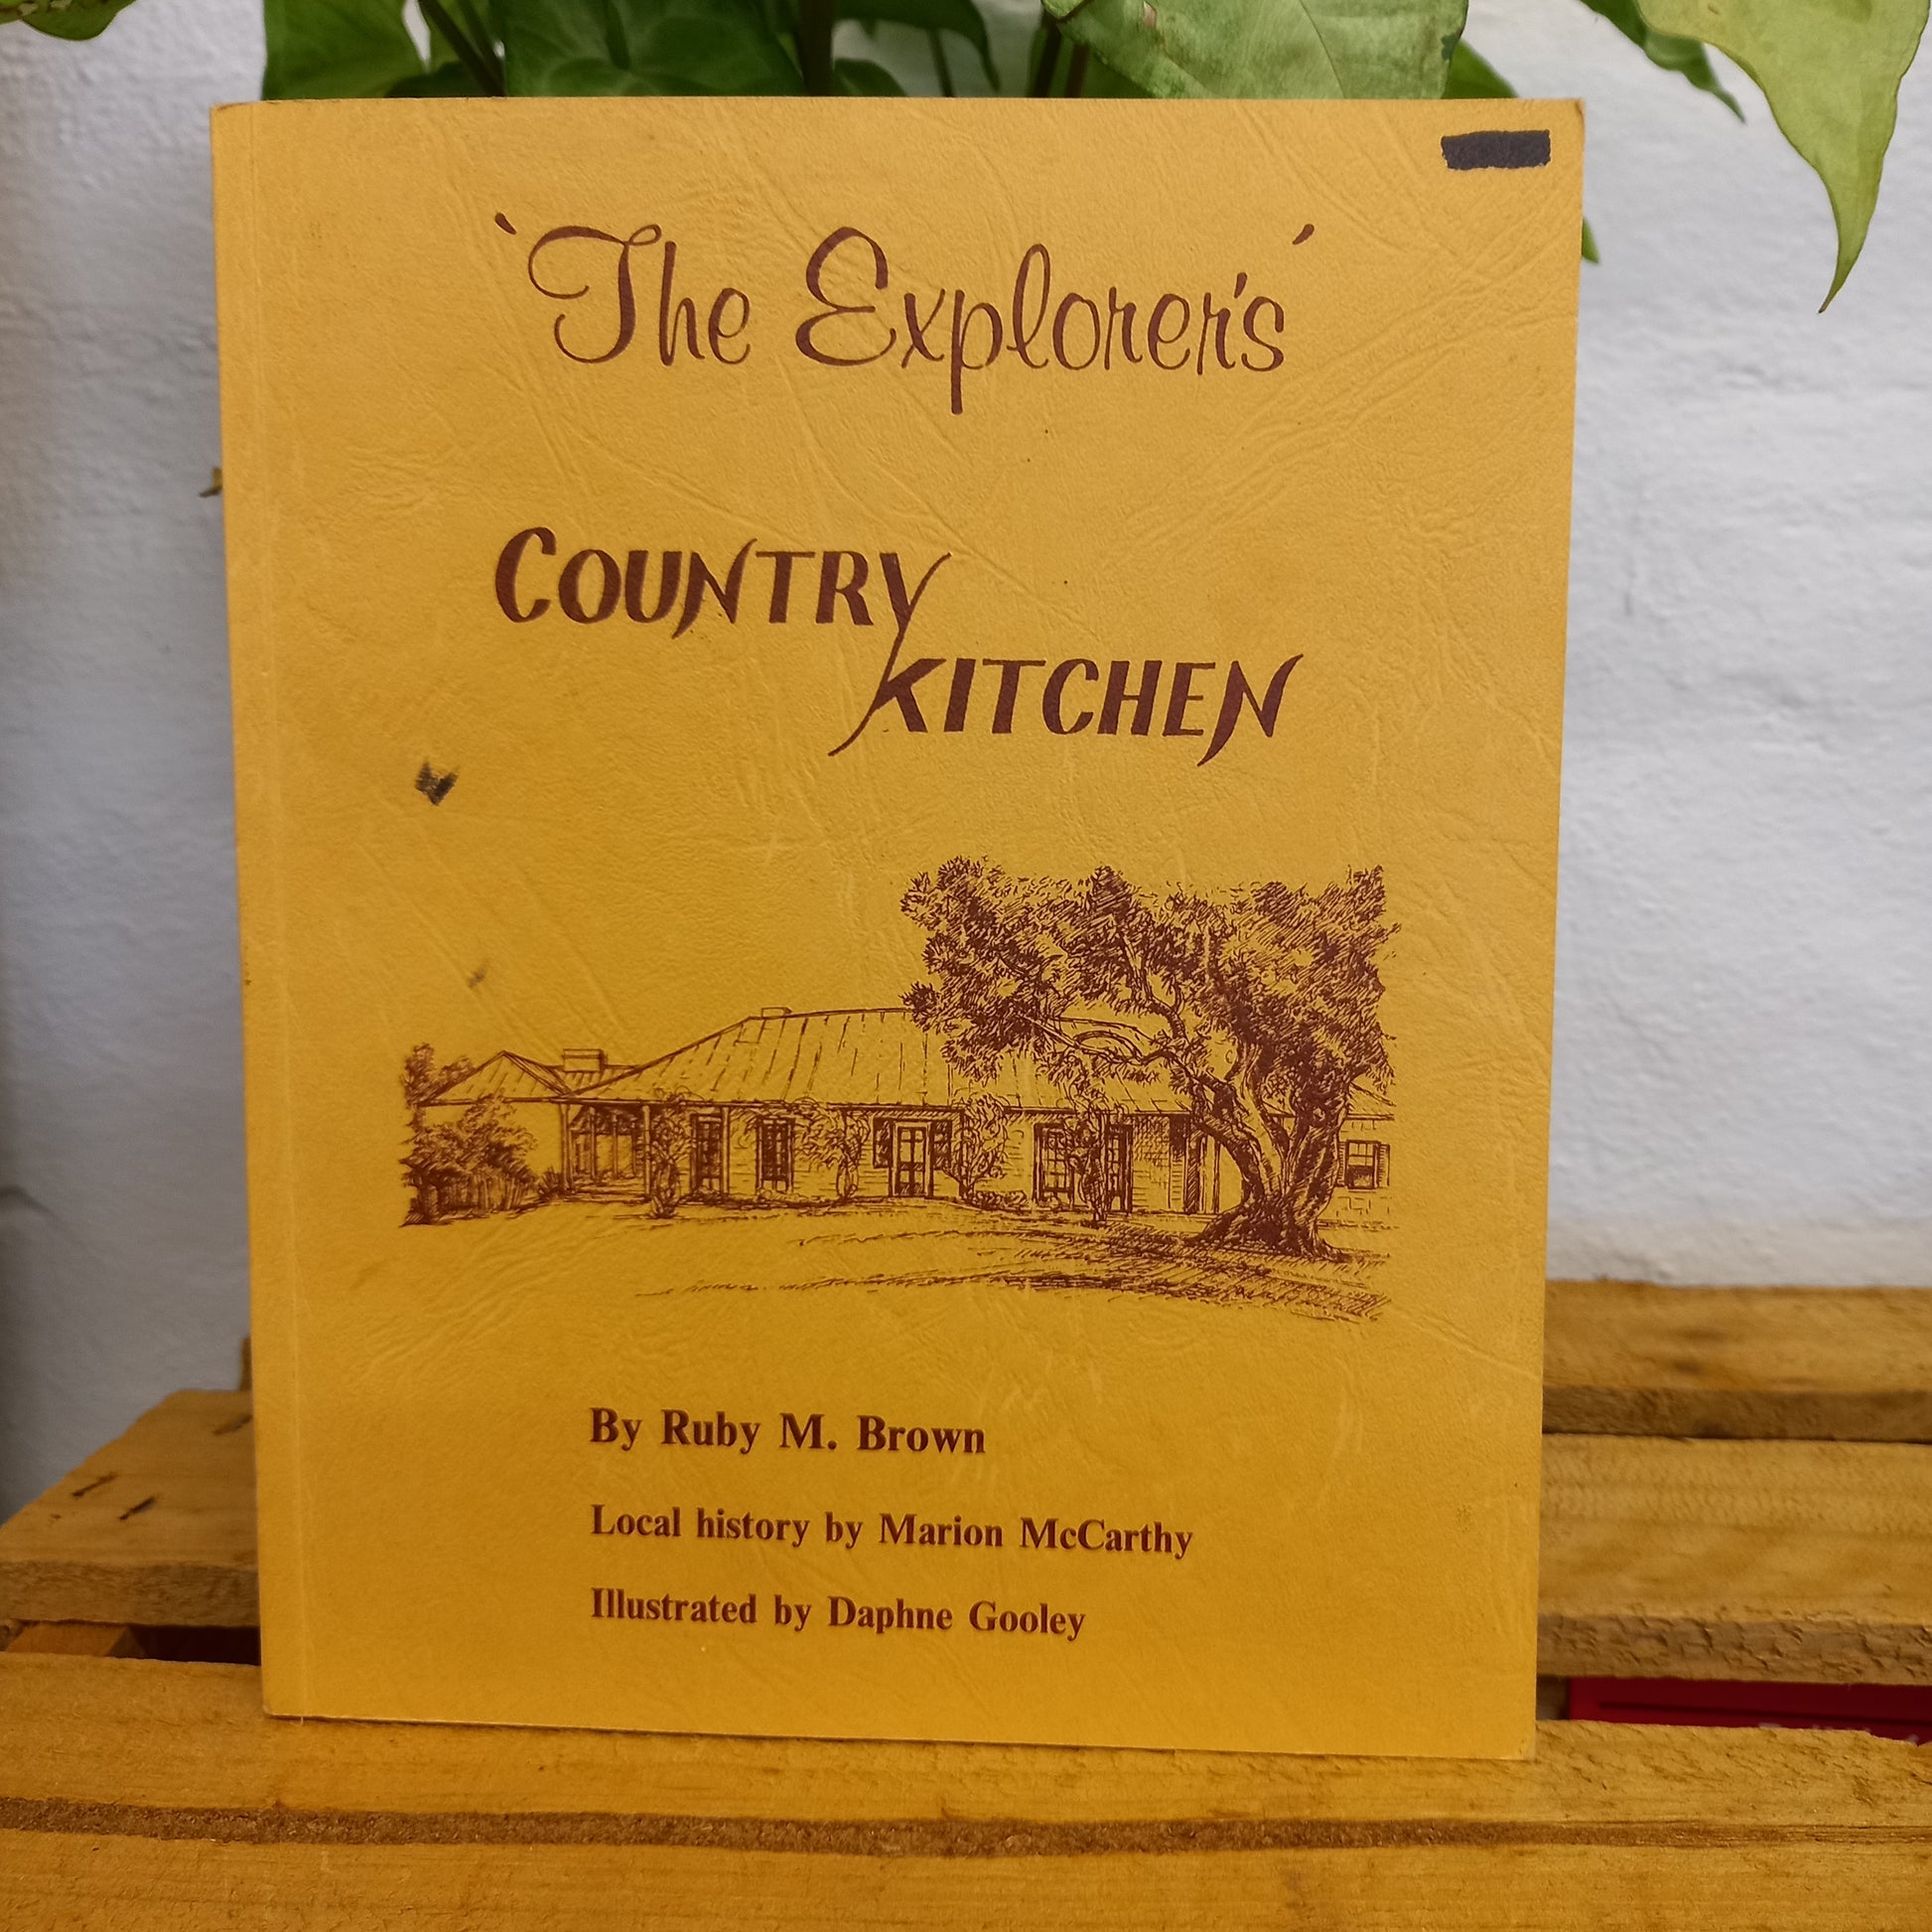 `The Explorer's´
COUNTRY
KITCHEN
By Ruby M. Brown
Local history by Marion McCarthy
Illustrated by Daphne Gooley